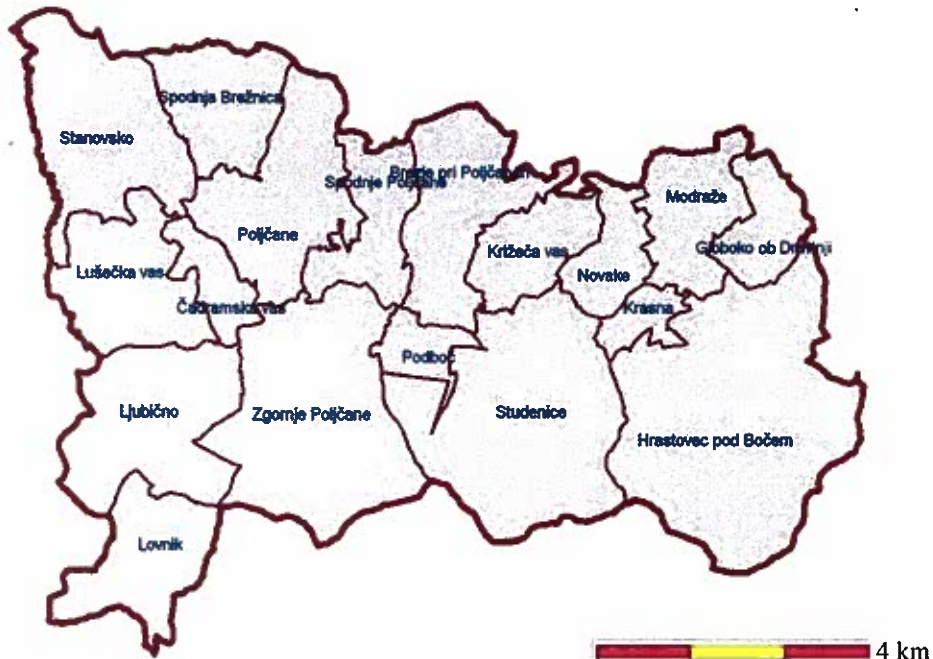 Spodnja Brežnica
Stanovsko
Brezje pri Poljčanah
Spodnje Poljčane
Modraže
Poljčane
Križeča vas
Globoko ob Dravinji
Lušečka vas
Novake
Čadramska vas
Krasna
Podboč
Ljubično
Zgornje Poljčane
Studenice
Hrastovec pod Bočem
Lovnik
4 km